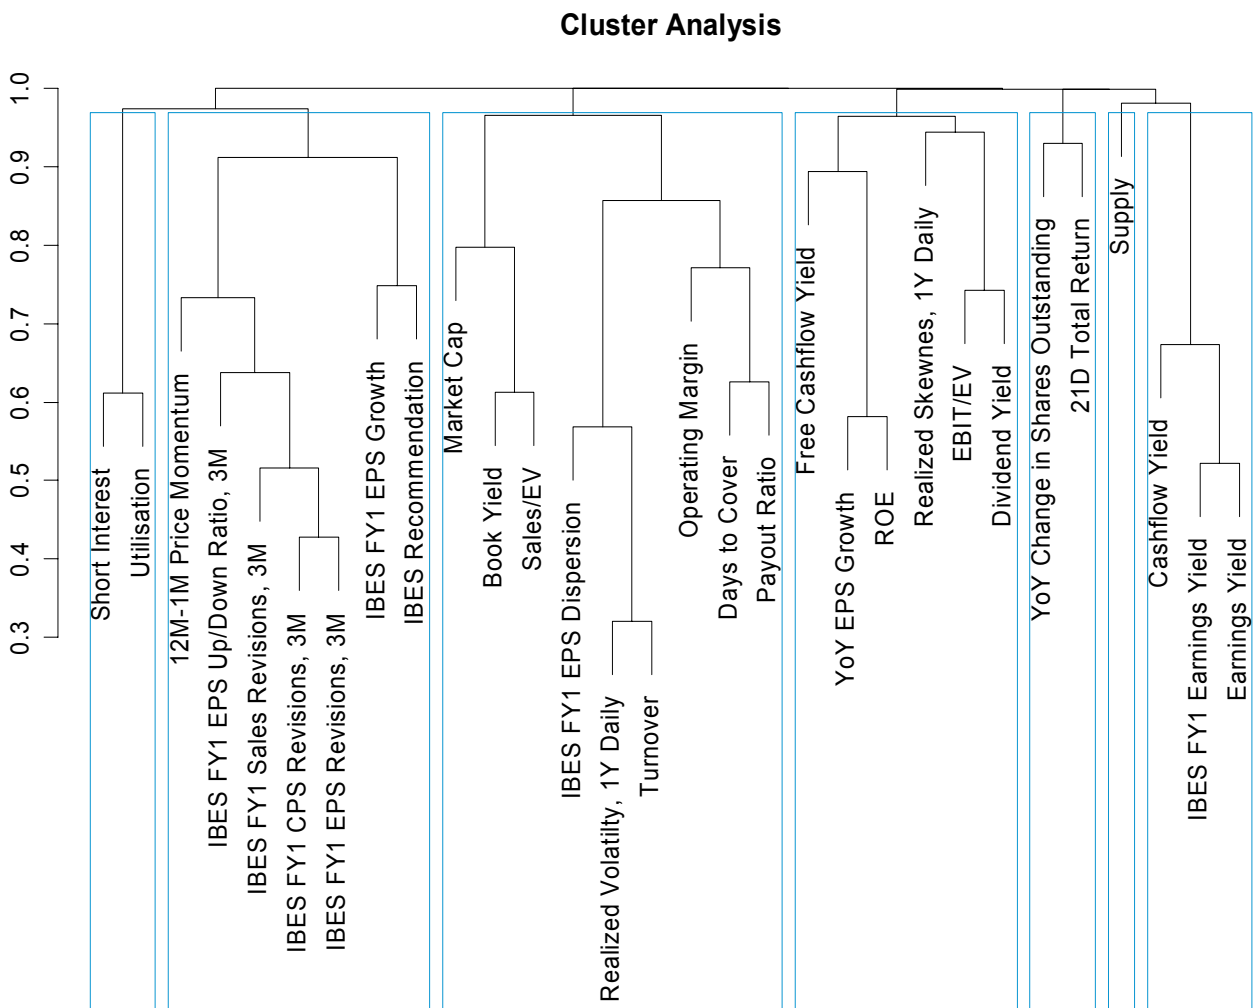 Cluster Analysis
1.0
0.9
0.8
0.7
0.6
0.5
0.4
0.3
Short Interest
Utilisation
12M-1M Price Momentum
IBES FY1 EPS Up/Down Ratio, 3M
IBES FY1 Sales Revisions, 3M
IBES FY1 CPS Revisions, 3M
IBES FY1 EPS Revisions, 3M
IBES FY1 EPS Growth
IBES Recommendation
Market Cap
Book Yield
Sales/EV
IBES FY1 EPS Dispersion
Realized Volatilty, 1Y Daily
Turnover
Operating Margin
Days to Cover
Payout Ratio
Free Cashflow Yield
YoY EPS Growth
ROE
Realized Skewnes, 1Y Daily
EBIT/EV
Dividend Yield
YoY Change in Shares Outstanding
21D Total Return
Supply
Cashflow Yield
IBES FY1 Earnings Yield
Earnings Yield